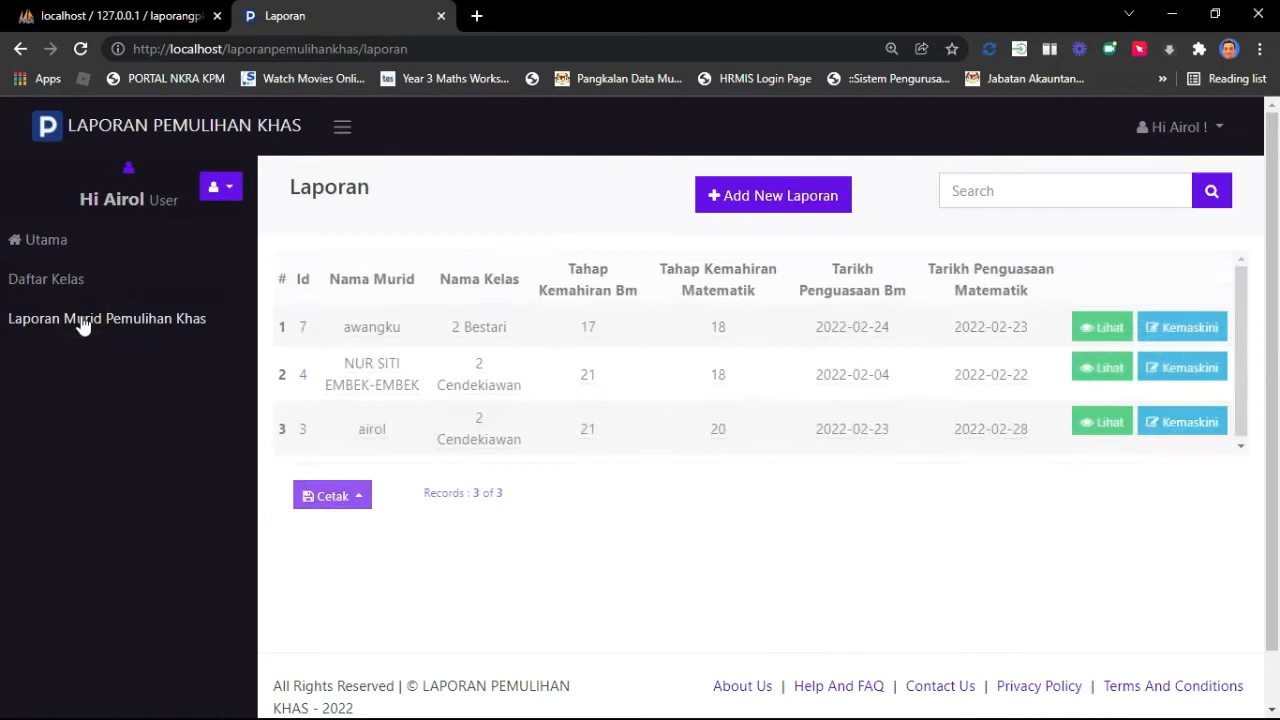 localhost / 127.0.0.1 / laporangpk
Laporan
http://localhost/laporanpemulihankhas/laporan
Apps
PORTAL NKRA KPM
Watch Movies Onli...
tes
Year 3 Maths Works...
Pangkalan Data Mu...
HRMIS Login Page
::Sistem Pengurusa...
Jabatan Akauntan...
»
Reading list
P LAPORAN PEMULIHAN KHAS
Hi Airol !
Hi Airol User
Utama
Daftar Kelas
Laporan Murid Pemulihan Khas
Laporan
+ Add New Laporan
Search
# Id Nama Murid Nama Kelas Tahap Kemahiran Bm Tahap Kemahiran Matematik Tarikh Penguasaan Bm Tarikh Penguasaan Matematik
1 7 awangku 2 Bestari 17 18 2022-02-24 2022-02-23 Lihat Kemaskini
2 4 NUR SITI EMBEK-EMBEK 2 Cendekiawan 21 18 2022-02-04 2022-02-22 Lihat Kemaskini
3 3 airol 2 Cendekiawan 21 20 2022-02-23 2022-02-28 Lihat Kemaskini
Cetak
Records : 3 of 3
All Rights Reserved | © LAPORAN PEMULIHAN
KHAS - 2022
About Us | Help And FAQ | Contact Us | Privacy Policy | Terms And Conditions